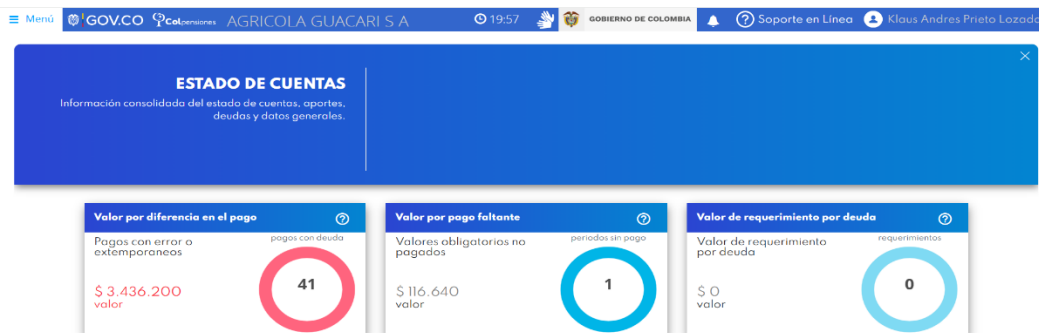 ≡ Menú GOV.CO Colpensiones AGRICOLA GUACARI S A 19:57 GOBIERNO DE COLOMBIA ? Soporte en Línea Klaus Andres Prieto Lozada
ESTADO DE CUENTAS
Información consolidada del estado de cuentas, aportes,
deudas y datos generales.
Valor por diferencia en el pago ?
Pagos con error o
extemporaneos
pagos con deuda
41
$ 3.436.200
valor
Valor por pago faltante ?
Valores obligatorios no
pagados
periodos sin pago
1
$ 116.640
valor
Valor de requerimiento por deuda ?
Valor de requerimiento
por deuda
requerimientos
0
$ 0
valor